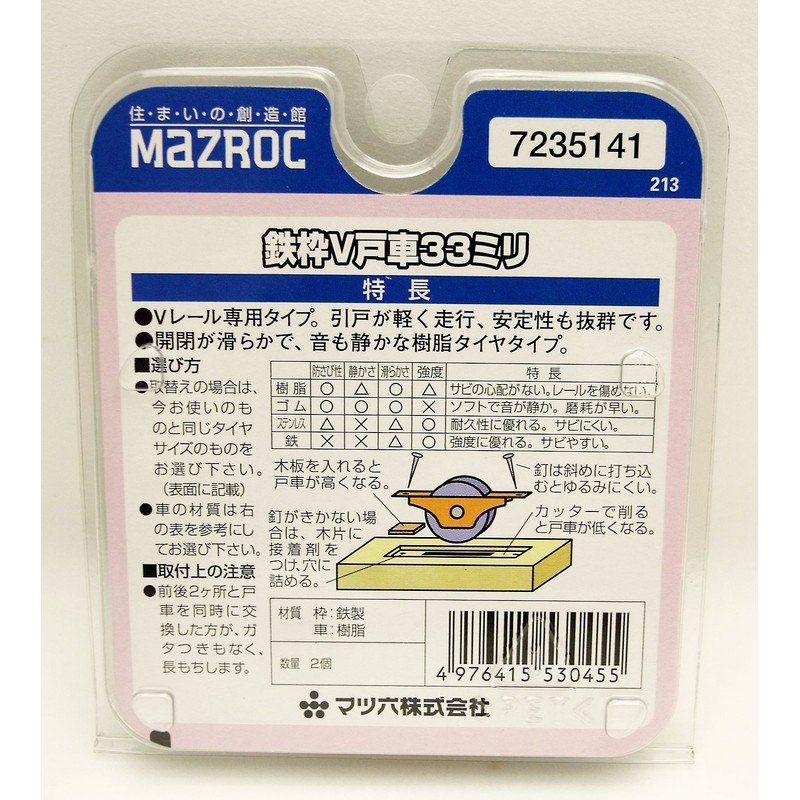 住・ま・い・の・創・造・館
MAZROC
7235141
213
鉄枠V戸車33ミリ
特 長
●Vレール専用タイプ。引戸が軽く走行、安定性も抜群です。
●開閉が滑らかで、音も静かな樹脂タイヤタイプ。
■選び方
●取替えの場合は、
今お使いのも
のと同じタイヤ
サイズのものを
お選び下さい。
(表面に記載)
●車の材質は右
の表を参考にし
てお選び下さい。
■取付上の注意
●前後2ヶ所と戸
車を同時に交
換した方が、ガ
タつきもなく、
長もちします。
防さび性 静かさ 滑らかさ 強度 特 長
樹 脂 ○ △ ○ △ サビの心配がない。レールを傷めない。
ゴ ム ○ ○ ○ × ソフトで音が静か。磨耗が早い。
ステンレス △ × △ ○ 耐久性に優れる。サビにくい。
鉄 × × △ ○ 強度に優れる。サビやすい。
木板を入れると
戸車が高くなる。
釘は斜めに打ち込
むとゆるみにくい。
釘がきかない場
合は、木片に
接着剤を
つけ、穴に
詰める。
カッターで削る
と戸車が低くなる。
材質 枠:鉄製
車:樹脂
数量 2個
4 976415 530455
マツ六株式会社